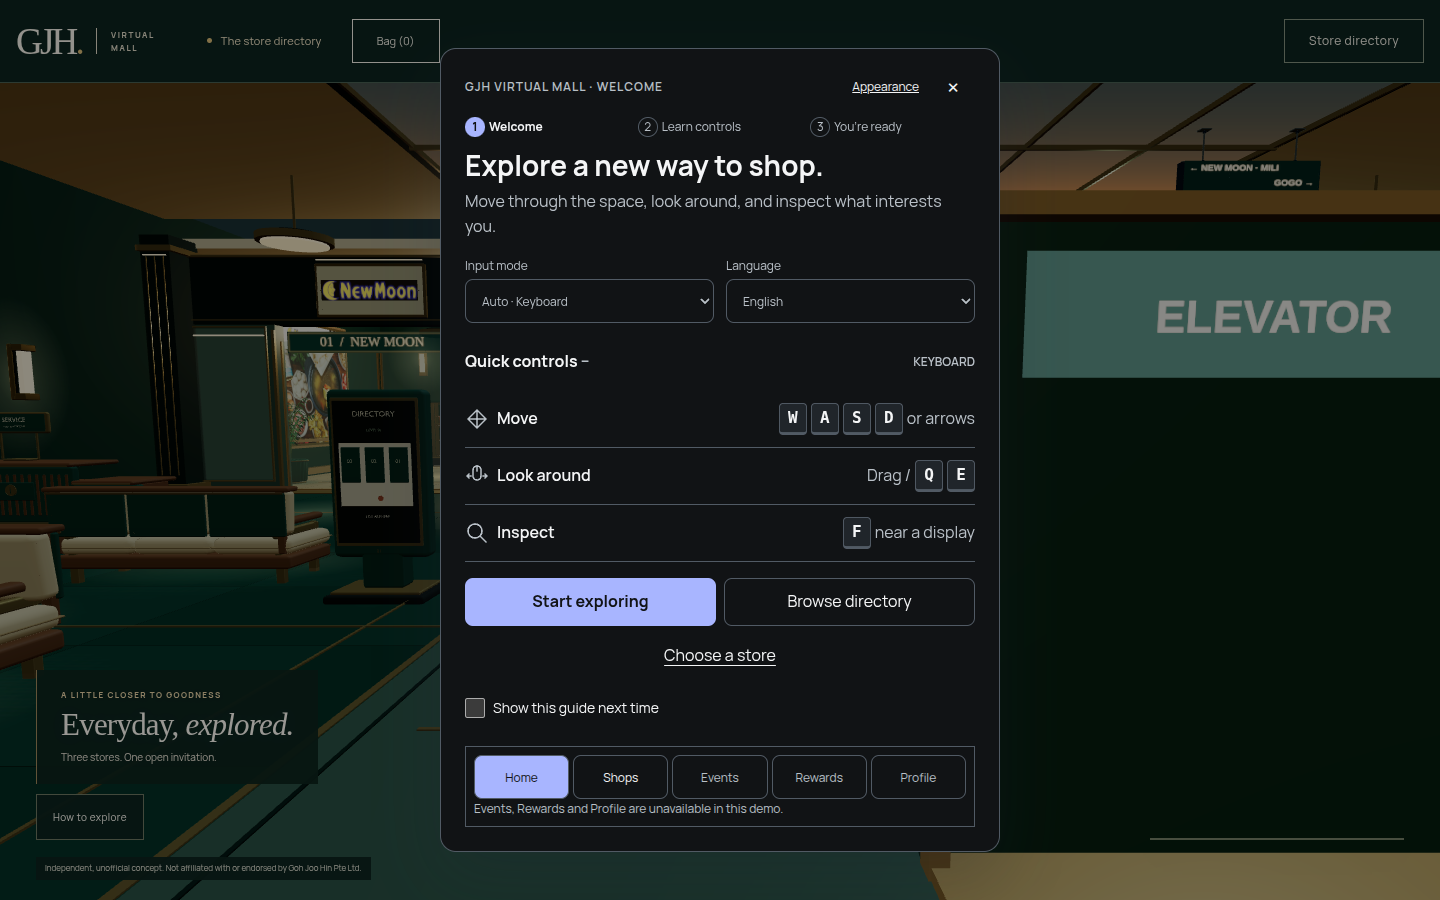 GJH.
VIRTUAL
MALL
The store directory
Bag (0)
Store directory
GJH VIRTUAL MALL · WELCOME
Appearance
×
1 Welcome
2 Learn controls
3 You're ready
Explore a new way to shop.
Move through the space, look around, and inspect what interests
you.
Input mode
Language
Auto · Keyboard
English
Quick controls –
KEYBOARD
Move
W A S D or arrows
Look around
Drag / Q E
Inspect
F near a display
Start exploring
Browse directory
Choose a store
Show this guide next time
Home
Shops
Events
Rewards
Profile
Events, Rewards and Profile are unavailable in this demo.
← NEW MOON · MILI
GOGO →
ELEVATOR
New Moon
01 / NEW MOON
DIRECTORY
SERVICE
A LITTLE CLOSER TO GOODNESS
Everyday, explored.
Three stores. One open invitation.
How to explore
Independent, unofficial concept. Not affiliated with or endorsed by Goh Joo Hin Pte Ltd.